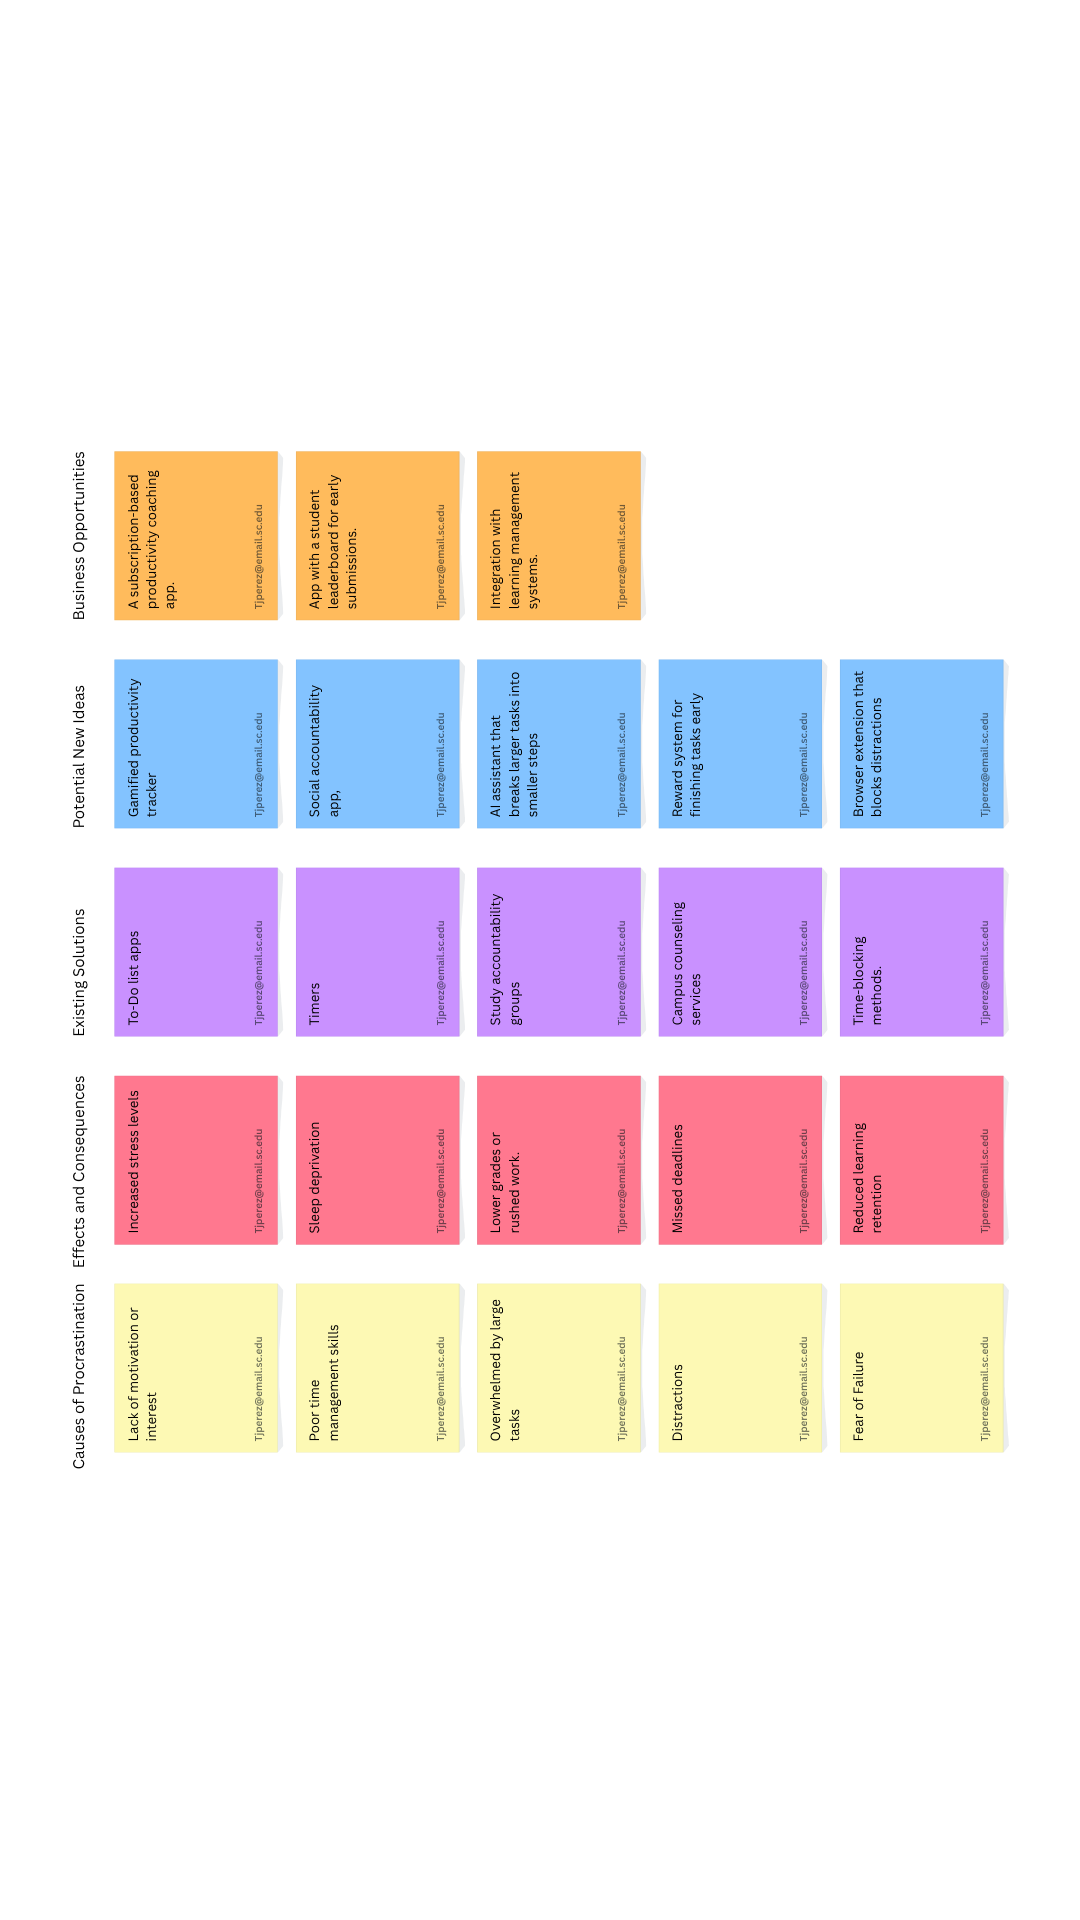 Causes of Procrastination
Lack of motivation or
interest
Tjperez@email.sc.edu
Poor time
management skills
Tjperez@email.sc.edu
Overwhelmed by large
tasks
Tjperez@email.sc.edu
Distractions
Tjperez@email.sc.edu
Fear of Failure
Tjperez@email.sc.edu
Effects and Consequences
Increased stress levels
Tjperez@email.sc.edu
Sleep deprivation
Tjperez@email.sc.edu
Lower grades or
rushed work.
Tjperez@email.sc.edu
Missed deadlines
Tjperez@email.sc.edu
Reduced learning
retention
Tjperez@email.sc.edu
Existing Solutions
To-Do list apps
Tjperez@email.sc.edu
Timers
Tjperez@email.sc.edu
Study accountability
groups
Tjperez@email.sc.edu
Campus counseling
services
Tjperez@email.sc.edu
Time-blocking
methods.
Tjperez@email.sc.edu
Potential New Ideas
Gamified productivity
tracker
Tjperez@email.sc.edu
Social accountability
app,
Tjperez@email.sc.edu
AI assistant that
breaks larger tasks into
smaller steps
Tjperez@email.sc.edu
Reward system for
finishing tasks early
Tjperez@email.sc.edu
Browser extension that
blocks distractions
Tjperez@email.sc.edu
Business Opportunities
A subscription-based
productivity coaching
app.
Tjperez@email.sc.edu
App with a student
leaderboard for early
submissions.
Tjperez@email.sc.edu
Integration with
learning management
systems.
Tjperez@email.sc.edu